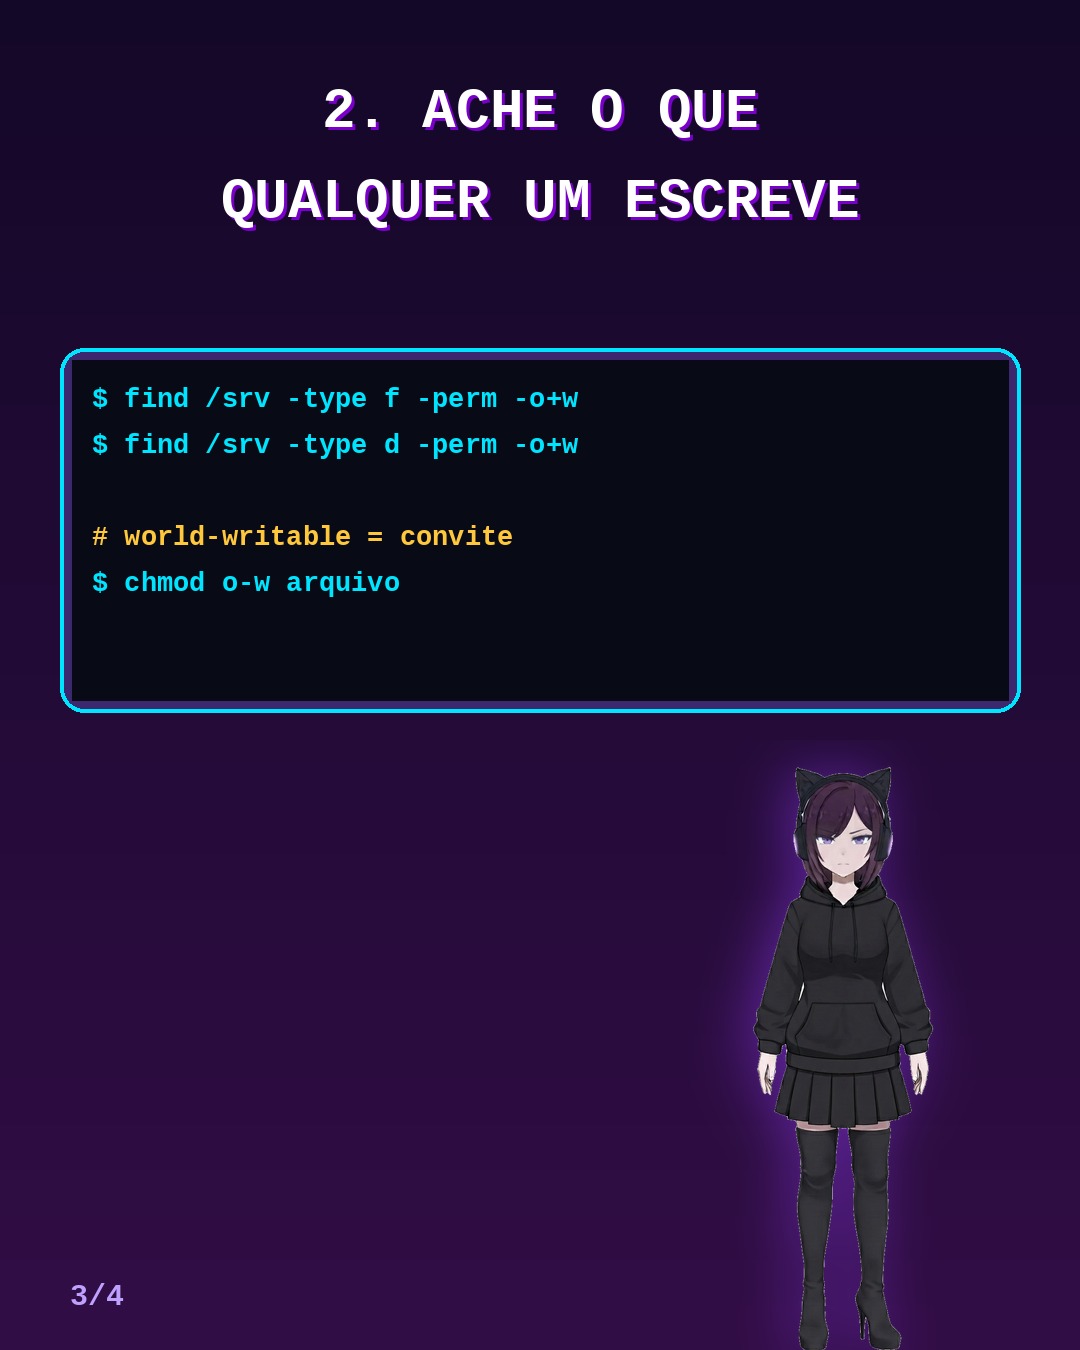 2. ACHE O QUE
QUALQUER UM ESCREVE
$ find /srv -type f -perm -o+w
$ find /srv -type d -perm -o+w
# world-writable = convite
$ chmod o-w arquivo
3/4